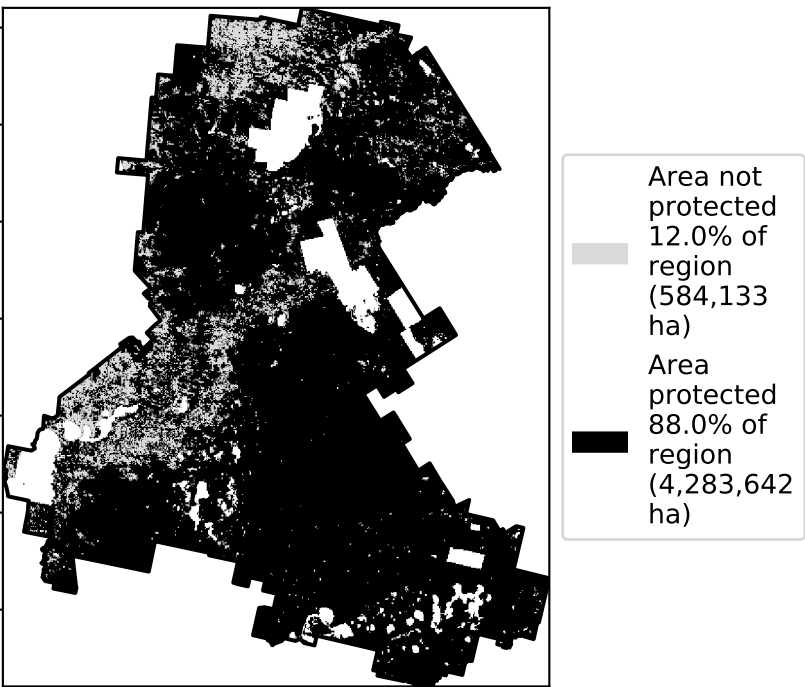 Area not
protected
12.0% of
region
(584,133
ha)
Area
protected
88.0% of
region
(4,283,642
ha)